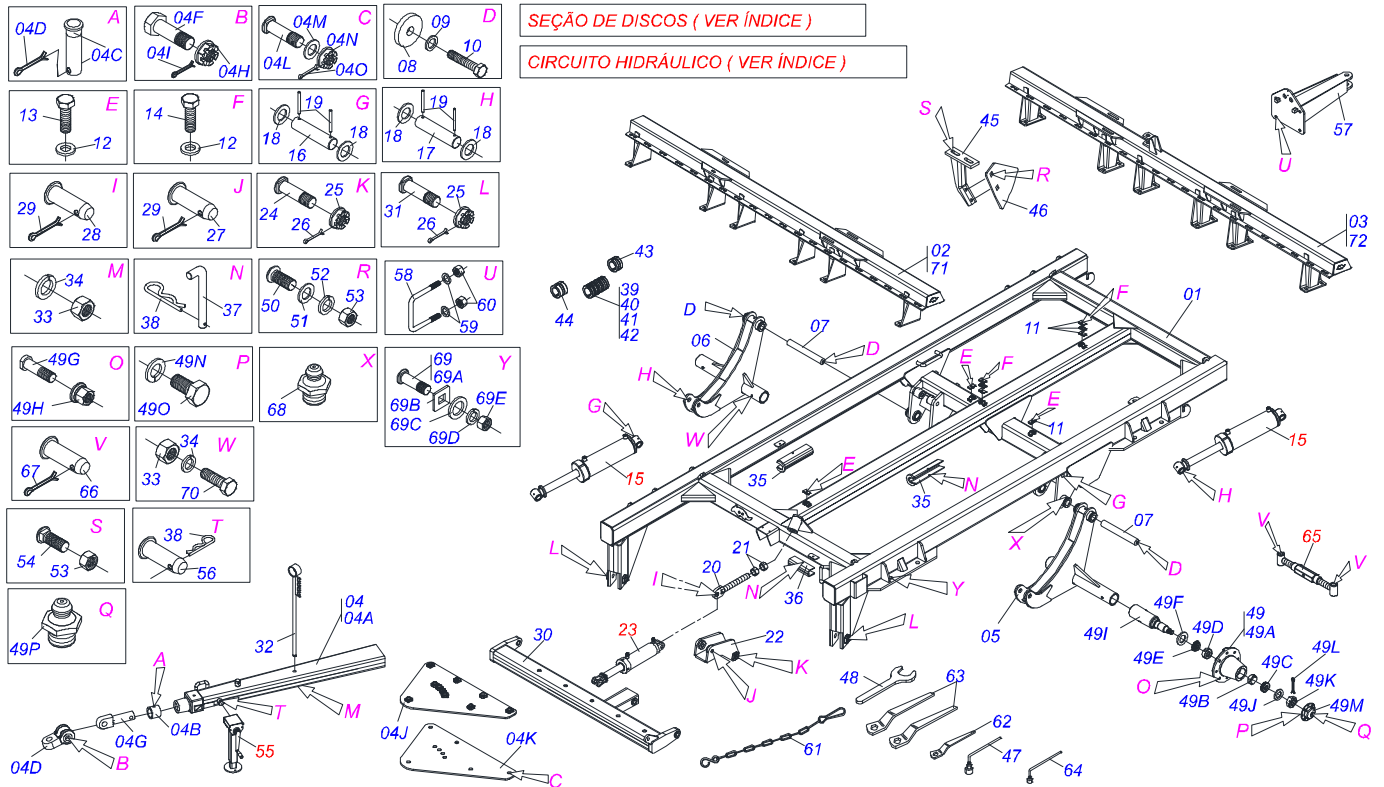 SEÇÃO DE DISCOS ( VER ÍNDICE )
CIRCUITO HIDRÁULICO ( VER ÍNDICE )
A
04D
04C
B
04F
04I
04H
C
04M
04N
04L
04O
D
09
10
08
E
13
12
F
14
12
G
19
18
18
16
H
19
18
18
17
I
29
28
J
29
27
K
25
24
26
L
25
31
26
M
34
33
N
37
38
R
52
53
50
51
U
58
60
59
O
49G
49H
P
49N
49O
X
68
Y
69
69A
69B
69C
69D
69E
V
67
66
W
34
33
70
S
54
53
T
38
56
Q
49P
S
45
R
46
57
U
03
72
02
71
43
44
39
40
41
42
D
06
07
D
H
G
W
15
F
11
01
E
F
E
11
E
35
N
35
15
H
G
X
07
D
V
65
V
05
L
I
20
21
N
36
Y
L
32
04
04A
A
04B
T
M
04G
04D
B
55
30
23
22
K
J
04J
04K
C
48
63
62
61
47
64
49I
49F
49E
49D
49
49A
O
49B
49C
49J
49L
49K
49M
P
Q